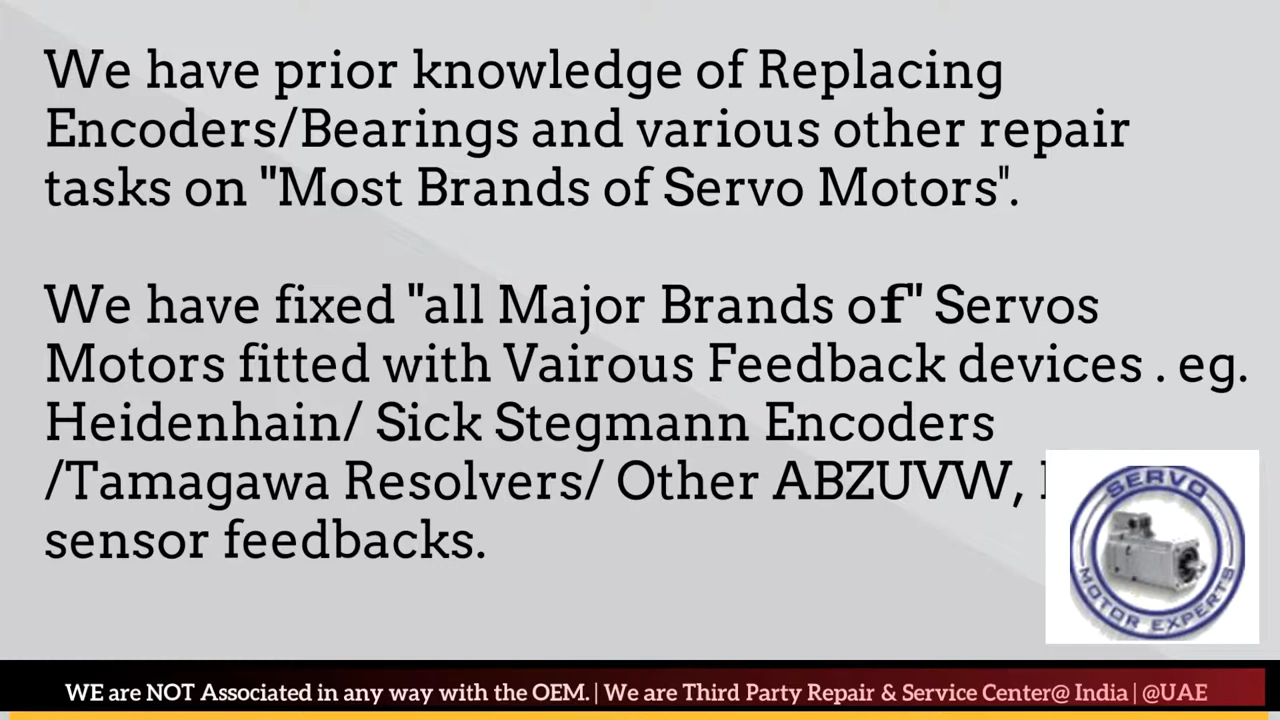 We have prior knowledge of Replacing
Encoders/Bearings and various other repair
tasks on "Most Brands of Servo Motors".
We have fixed "all Major Brands of" Servos
Motors fitted with Vairous Feedback devices . eg.
Heidenhain/ Sick Stegmann Encoders
/Tamagawa Resolvers/ Other ABZUVW,
sensor feedbacks.
SERVO
MOTOR EXPERTS
WE are NOT Associated in any way with the OEM. | We are Third Party Repair & Service Center@ India | @UAE